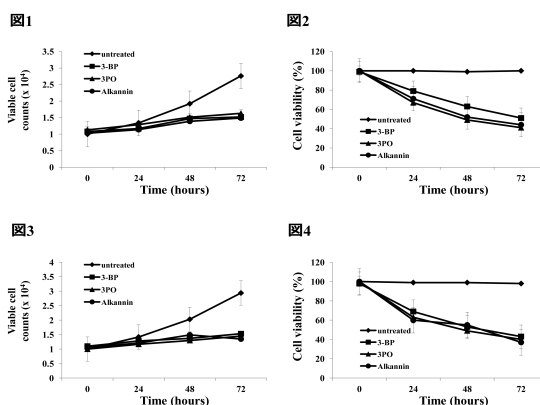 図1
Viable cell
counts (x 10⁴)
3.5
3
2.5
2
1.5
1
0.5
0
untreated
3-BP
3PO
Alkannin
0 24 48 72
Time (hours)
図2
Cell viability (%)
120
100
80
60
40
20
0
untreated
3-BP
3PO
Alkannin
0 24 48 72
Time (hours)
図3
Viable cell
counts (x 10⁴)
4
3.5
3
2.5
2
1.5
1
0.5
0
untreated
3-BP
3PO
Alkannin
0 24 48 72
Time (hours)
図4
Cell viability (%)
120
100
80
60
40
20
0
untreated
3-BP
3PO
Alkannin
0 24 48 72
Time (hours)